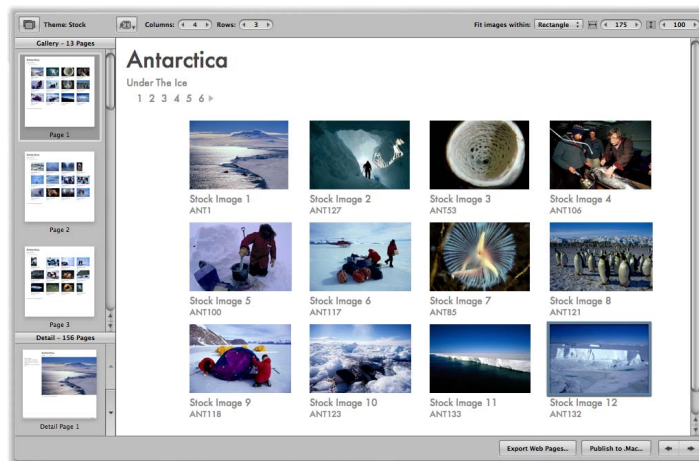 Theme: Stock
Columns: 4 Rows: 3
Fit images within: Rectangle 175 100
Gallery - 13 Pages
Page 1
Page 2
Page 3
Detail - 156 Pages
Detail Page 1
Antarctica
Under The Ice
1 2 3 4 5 6
Stock Image 1
ANT1
Stock Image 2
ANT127
Stock Image 3
ANT53
Stock Image 4
ANT106
Stock Image 5
ANT100
Stock Image 6
ANT117
Stock Image 7
ANT85
Stock Image 8
ANT121
Stock Image 9
ANT118
Stock Image 10
ANT123
Stock Image 11
ANT133
Stock Image 12
ANT132
Export Web Pages... Publish to .Mac...